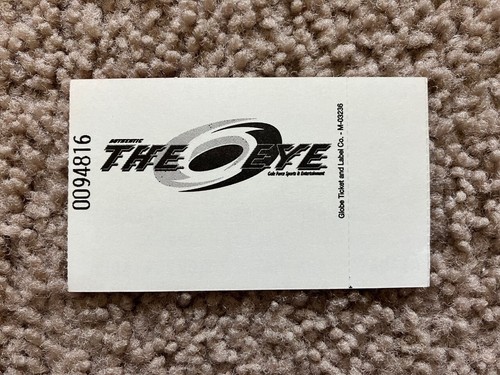 0094816
AUTHENTIC
THE EYE
Gale Force Sports & Entertainment
Globe Ticket and Label Co. - M-03236